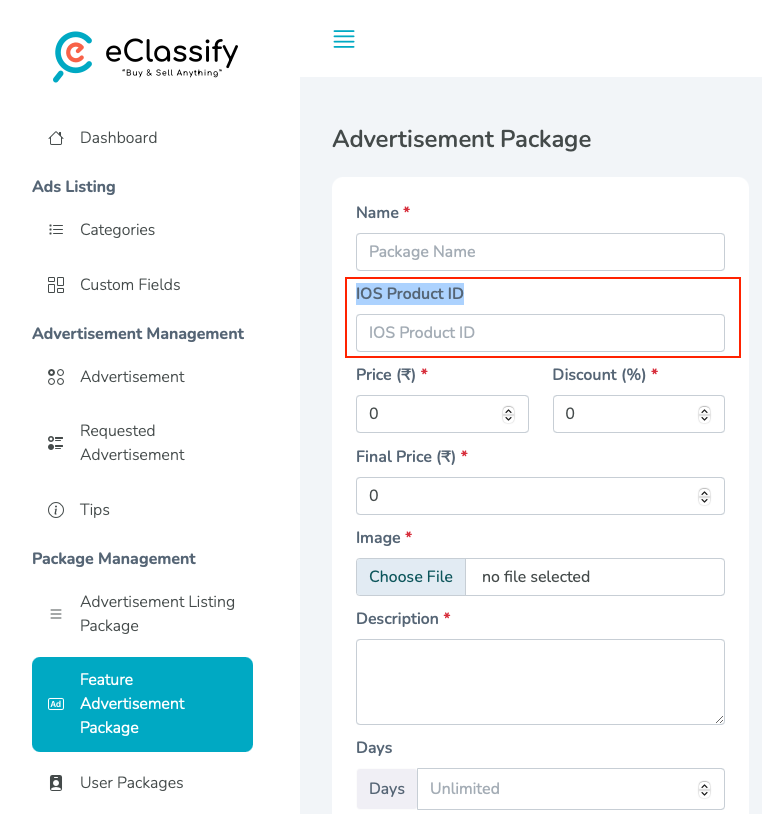 eClassify
"Buy & Sell Anything"
Dashboard
Ads Listing
Categories
Custom Fields
Advertisement Management
Advertisement
Requested
Advertisement
Tips
Package Management
Advertisement Listing
Package
Ad
Feature
Advertisement
Package
User Packages
Advertisement Package
Name *
Package Name
IOS Product ID
IOS Product ID
Price (₹) * Discount (%) *
0 0
Final Price (₹) *
0
Image *
Choose File no file selected
Description *
Days
Days Unlimited